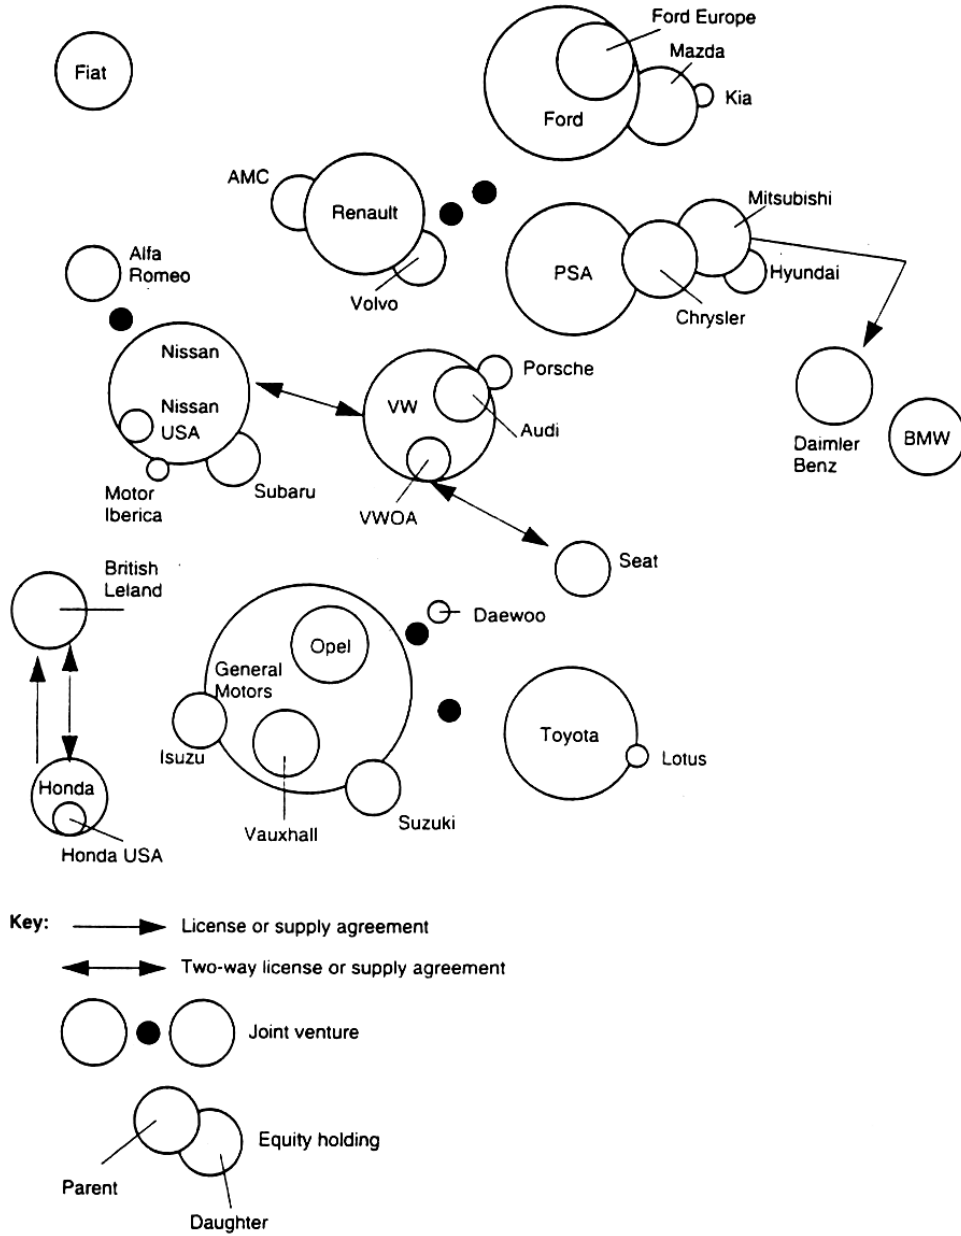 Ford Europe
Mazda
Fiat
Kia
Ford
AMC
Renault
Mitsubishi
Alfa
Romeo
PSA
Hyundai
Volvo
Chrysler
Nissan
Porsche
VW
Nissan
USA
Audi
Daimler
Benz
BMW
Motor
Iberica
Subaru
VWOA
British
Leland
Seat
Daewoo
Opel
General
Motors
Toyota
Isuzu
Lotus
Honda
Vauxhall
Suzuki
Honda USA
Key:
License or supply agreement
Two-way license or supply agreement
Joint venture
Equity holding
Parent
Daughter